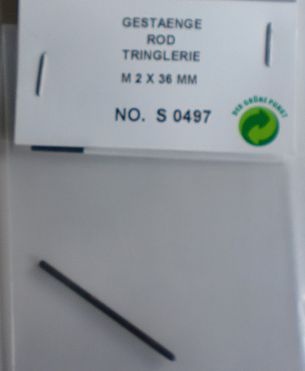 GESTAENGE
ROD
TRINGLERIE
M 2 X 36 MM
NO. S 0497
DER GRÜNE PUNKT